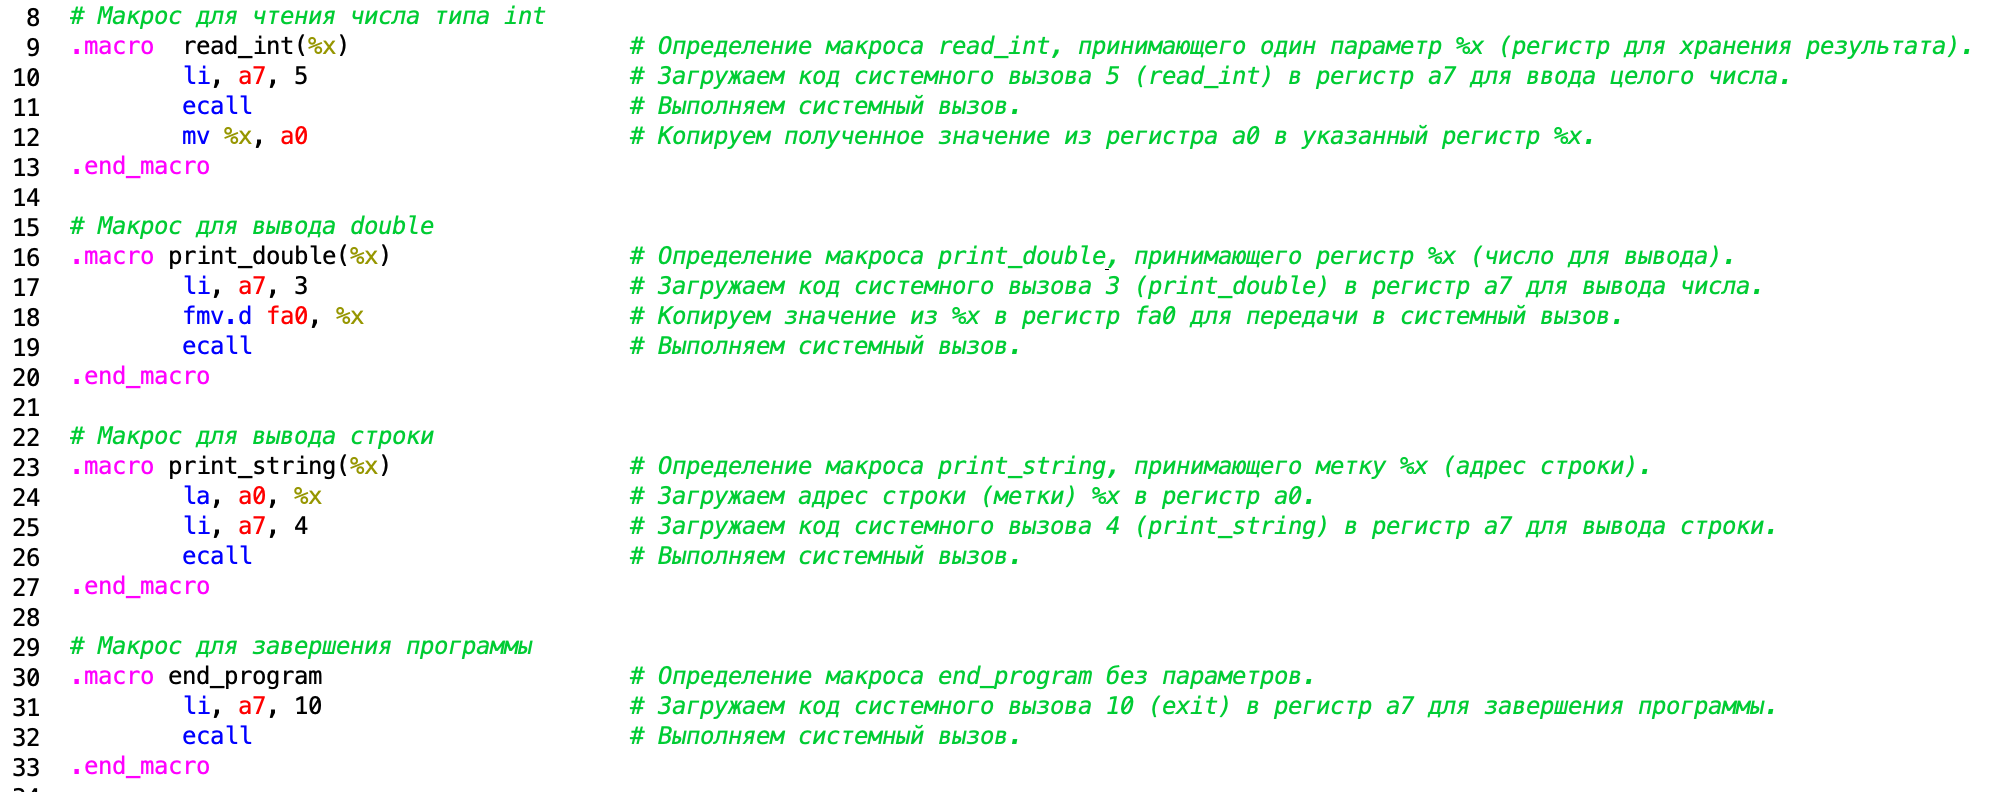 8 # Макрос для чтения числа типа int
9 .macro read_int(%x) # Определение макроса read_int, принимающего один параметр %x (регистр для хранения результата).
10 li, a7, 5 # Загружаем код системного вызова 5 (read_int) в регистр a7 для ввода целого числа.
11 ecall # Выполняем системный вызов.
12 mv %x, a0 # Копируем полученное значение из регистра a0 в указанный регистр %x.
13 .end_macro
14
15 # Макрос для вывода double
16 .macro print_double(%x) # Определение макроса print_double, принимающего регистр %x (число для вывода).
17 li, a7, 3 # Загружаем код системного вызова 3 (print_double) в регистр a7 для вывода числа.
18 fmv.d fa0, %x # Копируем значение из %x в регистр fa0 для передачи в системный вызов.
19 ecall # Выполняем системный вызов.
20 .end_macro
21
22 # Макрос для вывода строки
23 .macro print_string(%x) # Определение макроса print_string, принимающего метку %x (адрес строки).
24 la, a0, %x # Загружаем адрес строки (метки) %x в регистр a0.
25 li, a7, 4 # Загружаем код системного вызова 4 (print_string) в регистр a7 для вывода строки.
26 ecall # Выполняем системный вызов.
27 .end_macro
28
29 # Макрос для завершения программы
30 .macro end_program # Определение макроса end_program без параметров.
31 li, a7, 10 # Загружаем код системного вызова 10 (exit) в регистр a7 для завершения программы.
32 ecall # Выполняем системный вызов.
33 .end_macro